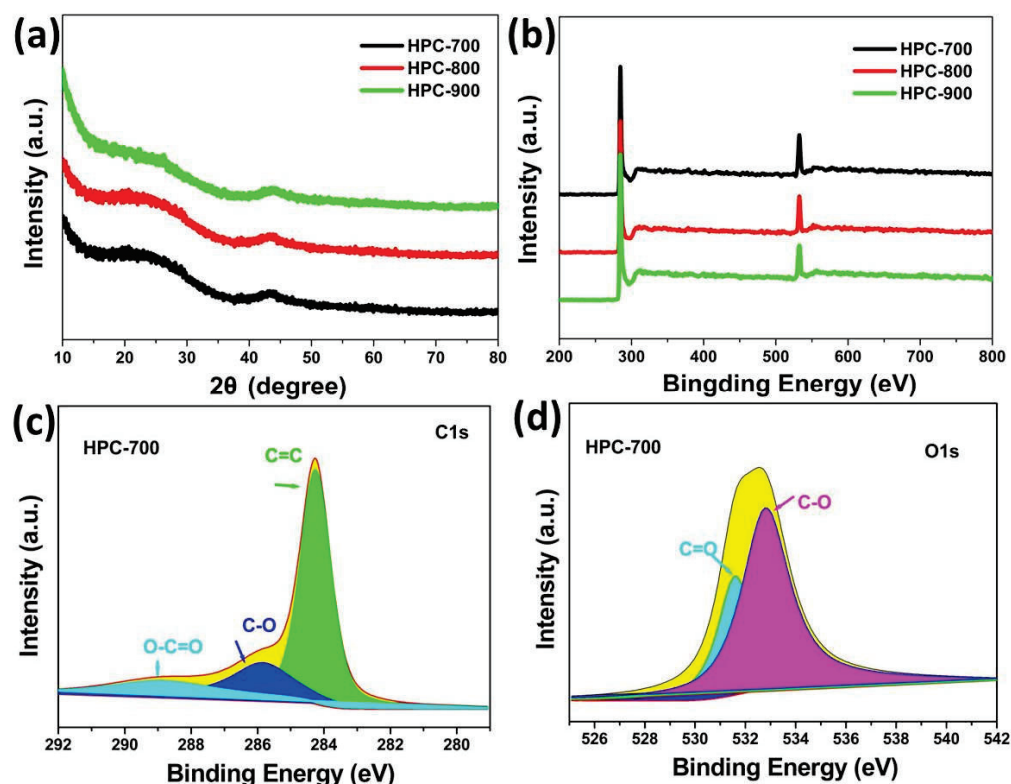 (a)
HPC-700
HPC-800
HPC-900
Intensity (a.u.)
10 20 30 40 50 60 70 80
2θ (degree)
(b)
HPC-700
HPC-800
HPC-900
Intensity (a.u.)
200 300 400 500 600 700 800
Bingding Energy (eV)
(c)
HPC-700
C1s
C=C
C-O
O-C=O
Intensity (a.u.)
292 290 288 286 284 282 280
Binding Energy (eV)
(d)
HPC-700
O1s
C-O
C=O
Intensity (a.u.)
526 528 530 532 534 536 538 540 542
Binding Energy (eV)